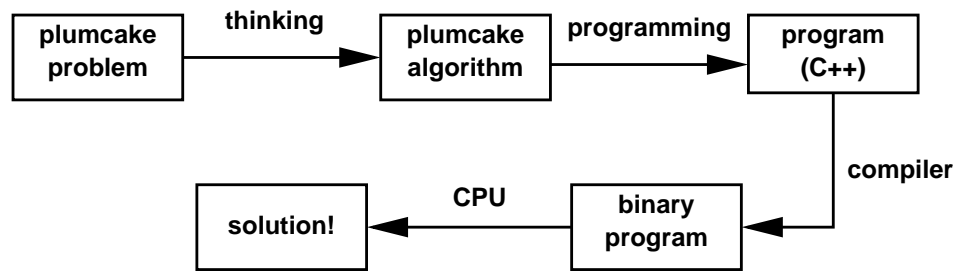 plumcake
problem
thinking
plumcake
algorithm
programming
program
(C++)
compiler
binary
program
CPU
solution!